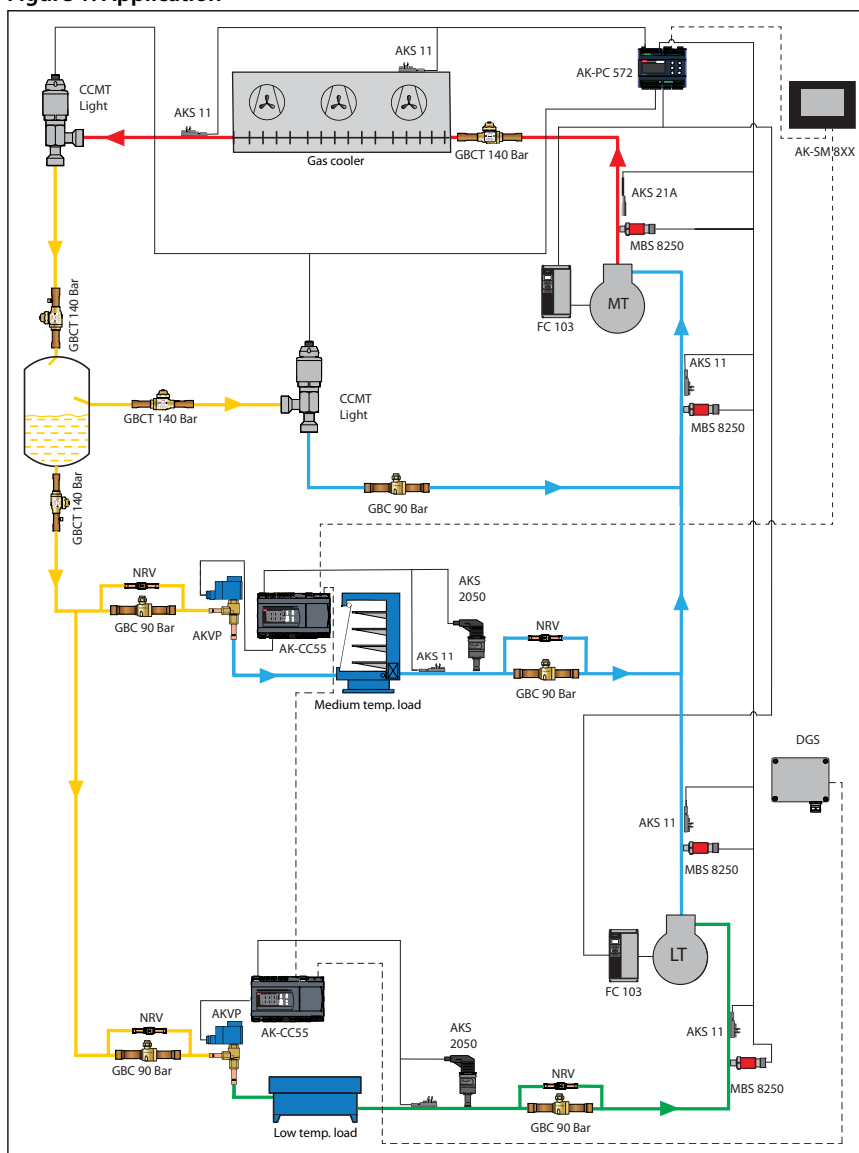 Figure 1: Application
CCMT
Light
AKS 11
AKS 11
Gas cooler
GBCT 140 Bar
AK-PC 572
AK-SM 8XX
AKS 21A
MBS 8250
FC 103
MT
GBCT 140 Bar
GBCT 140 Bar
CCMT
Light
AKS 11
MBS 8250
GBCT 140 Bar
GBC 90 Bar
NRV
GBC 90 Bar
AKVP
AK-CC55
Medium temp. load
AKS
2050
AKS 11
NRV
GBC 90 Bar
DGS
AKS 11
MBS 8250
LT
FC 103
NRV
GBC 90 Bar
AKVP
AK-CC55
Low temp. load
AKS
2050
NRV
GBC 90 Bar
AKS 11
MBS 8250